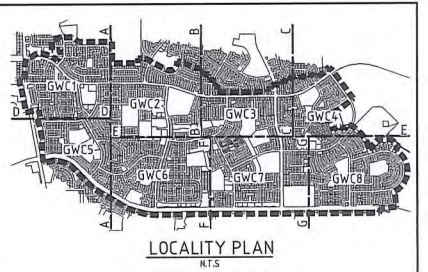 A
B
C
GWC1
GWC2
GWC3
GWC4
D
D
E
B
C
E
F
G
GWC5
GWC6
GWC7
GWC8
A
F
G
LOCALITY PLAN
N.T.S